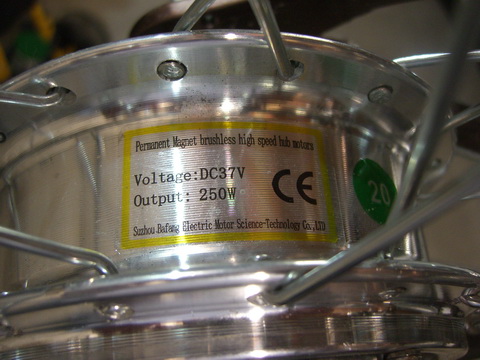 Permanent Magnet brushless high speed hub motors
Voltage:DC37V
Output: 250W
CE
20
Suzhou Bafang Electric Motor Science-Technology Co.,LTD